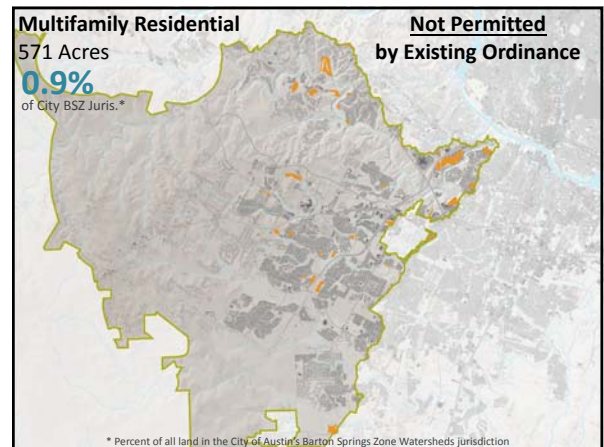 Multifamily Residential
571 Acres
0.9%
of City BSZ Juris.*
Not Permitted
by Existing Ordinance
* Percent of all land in the City of Austin's Barton Springs Zone Watersheds jurisdiction